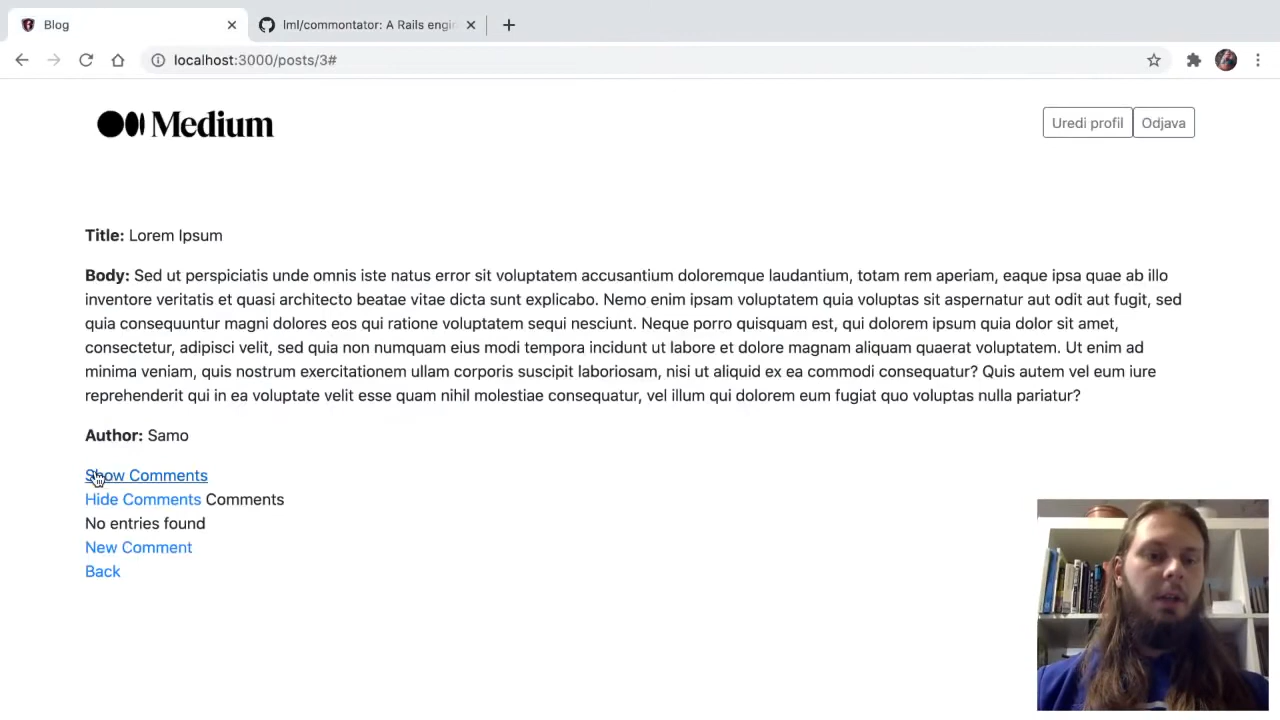 Blog
lml/commontator: A Rails engin
localhost:3000/posts/3#
Medium
Uredi profil
Odjava
Title: Lorem Ipsum
Body: Sed ut perspiciatis unde omnis iste natus error sit voluptatem accusantium doloremque laudantium, totam rem aperiam, eaque ipsa quae ab illo
inventore veritatis et quasi architecto beatae vitae dicta sunt explicabo. Nemo enim ipsam voluptatem quia voluptas sit aspernatur aut odit aut fugit, sed
quia consequuntur magni dolores eos qui ratione voluptatem sequi nesciunt. Neque porro quisquam est, qui dolorem ipsum quia dolor sit amet,
consectetur, adipisci velit, sed quia non numquam eius modi tempora incidunt ut labore et dolore magnam aliquam quaerat voluptatem. Ut enim ad
minima veniam, quis nostrum exercitationem ullam corporis suscipit laboriosam, nisi ut aliquid ex ea commodi consequatur? Quis autem vel eum iure
reprehenderit qui in ea voluptate velit esse quam nihil molestiae consequatur, vel illum qui dolorem eum fugiat quo voluptas nulla pariatur?
Author: Samo
Show Comments
Hide Comments Comments
No entries found
New Comment
Back